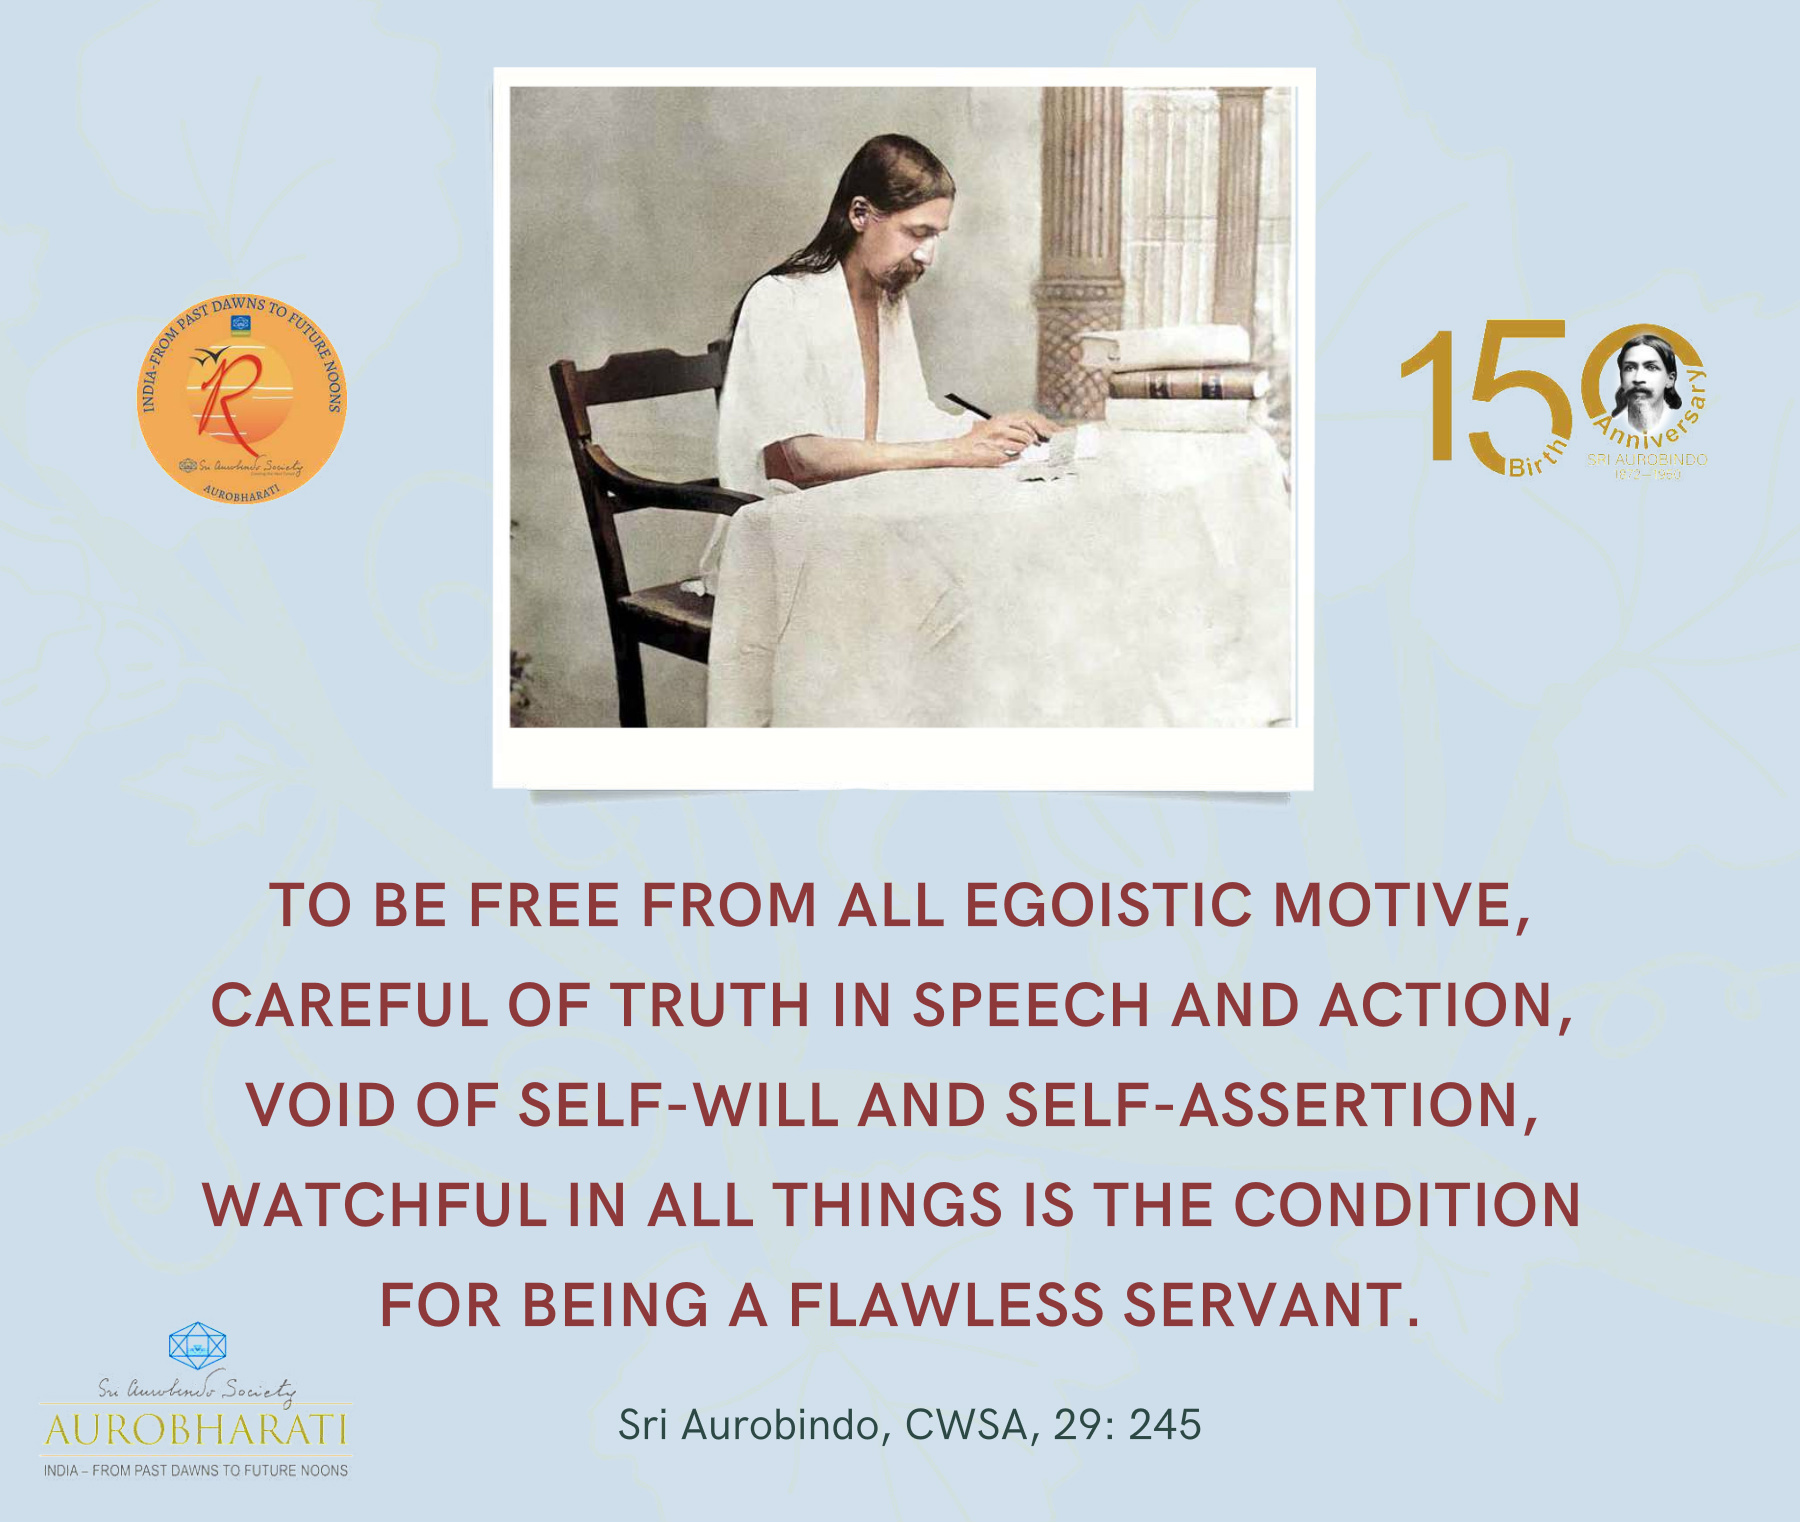 INDIA-FROM PAST DAWNS TO FUTURE NOONS
R
Sri Aurobindo Society
AUROBHARATI
150
Birth Anniversary
SRI AUROBINDO
TO BE FREE FROM ALL EGOISTIC MOTIVE,
CAREFUL OF TRUTH IN SPEECH AND ACTION,
VOID OF SELF-WILL AND SELF-ASSERTION,
WATCHFUL IN ALL THINGS IS THE CONDITION
FOR BEING A FLAWLESS SERVANT.
Sri Aurobindo, CWSA, 29: 245
Sri Aurobindo Society
AUROBHARATI
INDIA – FROM PAST DAWNS TO FUTURE NOONS